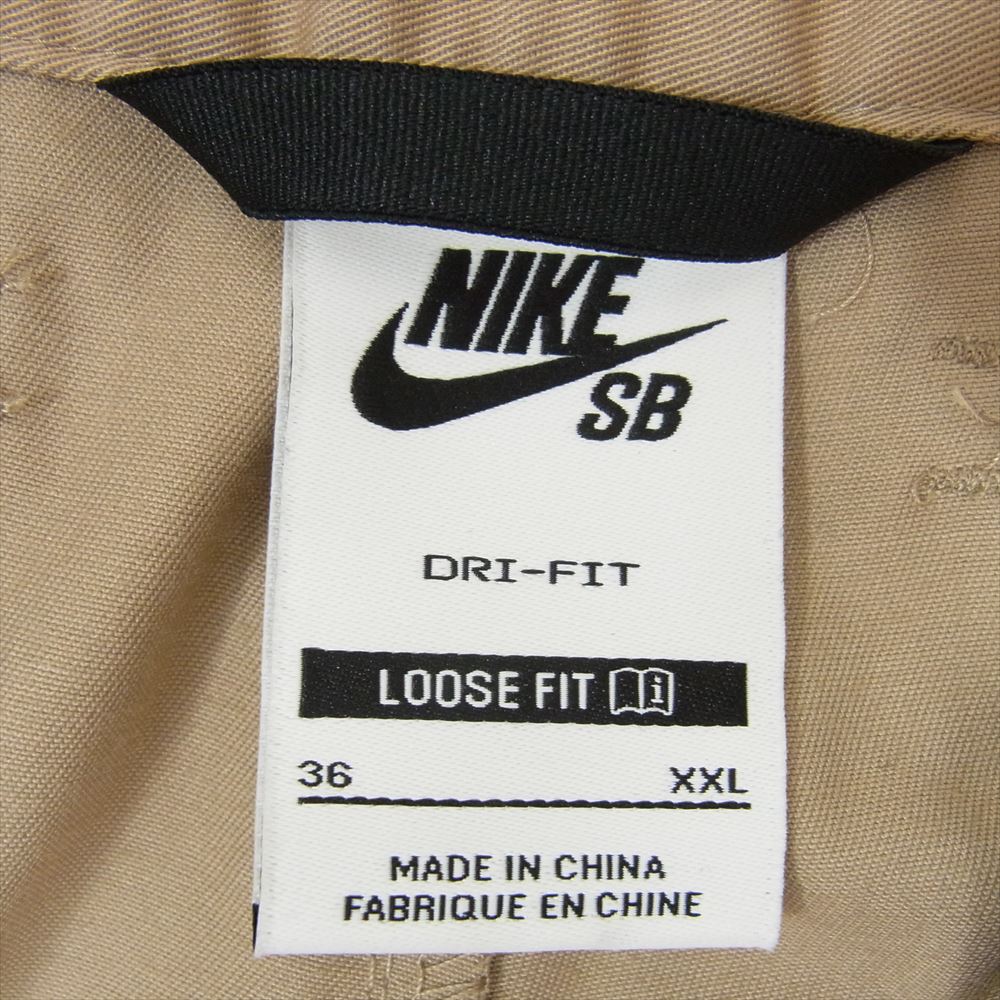 NIKE
SB
DRI-FIT
LOOSE FIT i
36 XXL
MADE IN CHINA
FABRIQUE EN CHINE